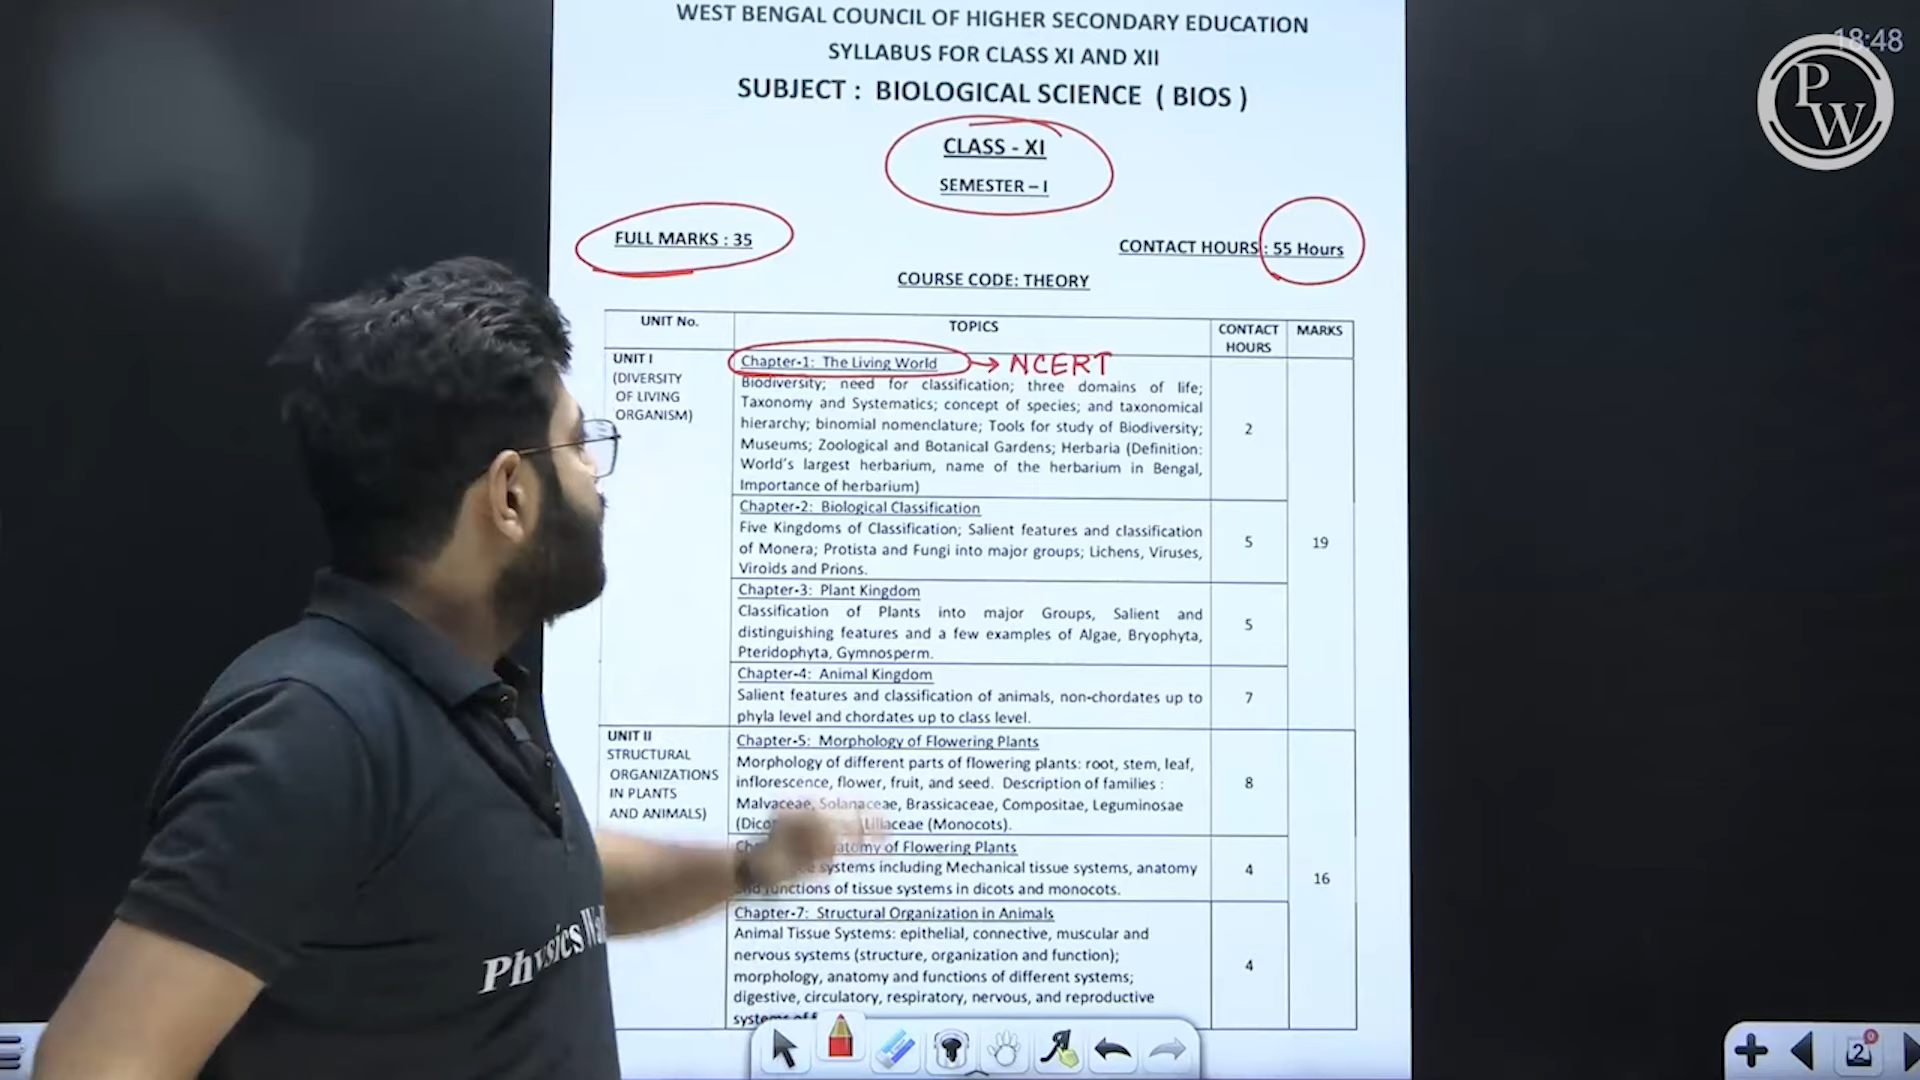 WEST BENGAL COUNCIL OF HIGHER SECONDARY EDUCATION
SYLLABUS FOR CLASS XI AND XII
SUBJECT : BIOLOGICAL SCIENCE ( BIOS )
18:48
PW
CLASS - XI
SEMESTER – I
FULL MARKS : 35
CONTACT HOURS : 55 Hours
COURSE CODE: THEORY
UNIT No.
TOPICS
CONTACT HOURS
MARKS
UNIT I
(DIVERSITY
OF LIVING
ORGANISM)
Chapter-1: The Living World → NCERT
Biodiversity; need for classification; three domains of life;
Taxonomy and Systematics; concept of species; and taxonomical
hierarchy; binomial nomenclature; Tools for study of Biodiversity;
Museums; Zoological and Botanical Gardens; Herbaria (Definition:
World's largest herbarium, name of the herbarium in Bengal,
Importance of herbarium)
2
Chapter-2: Biological Classification
Five Kingdoms of Classification; Salient features and classification
of Monera; Protista and Fungi into major groups; Lichens, Viruses,
Viroids and Prions.
5
19
Chapter-3: Plant Kingdom
Classification of Plants into major Groups, Salient and
distinguishing features and a few examples of Algae, Bryophyta,
Pteridophyta, Gymnosperm.
5
Chapter-4: Animal Kingdom
Salient features and classification of animals, non-chordates up to
phyla level and chordates up to class level.
7
UNIT II
STRUCTURAL
ORGANIZATIONS
IN PLANTS
AND ANIMALS)
Chapter-5: Morphology of Flowering Plants
Morphology of different parts of flowering plants: root, stem, leaf,
inflorescence, flower, fruit, and seed. Description of families :
Malvaceae, Solanaceae, Brassicaceae, Compositae, Leguminosae
Liliaceae (Monocots).
8
of Flowering Plants
systems including Mechanical tissue systems, anatomy
and functions of tissue systems in dicots and monocots.
4
16
Chapter-7: Structural Organization in Animals
Animal Tissue Systems: epithelial, connective, muscular and
nervous systems (structure, organization and function);
morphology, anatomy and functions of different systems;
digestive, circulatory, respiratory, nervous, and reproductive
4
Physics Wal
2
0